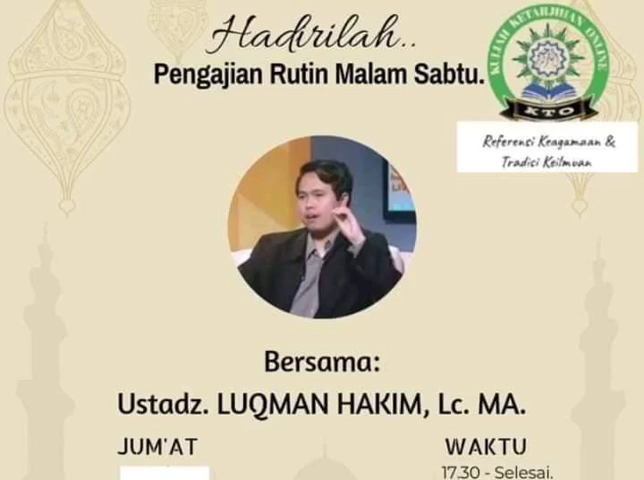 Hadirilah..
Pengajian Rutin Malam Sabtu.
KULIAH KETARJIHAN ONLINE
KTO
Referensi Keagamaan &
Tradisi Keilmuan
Bersama:
Ustadz. LUQMAN HAKIM, Lc. MA.
JUM'AT
WAKTU
17.30 - Selesai.